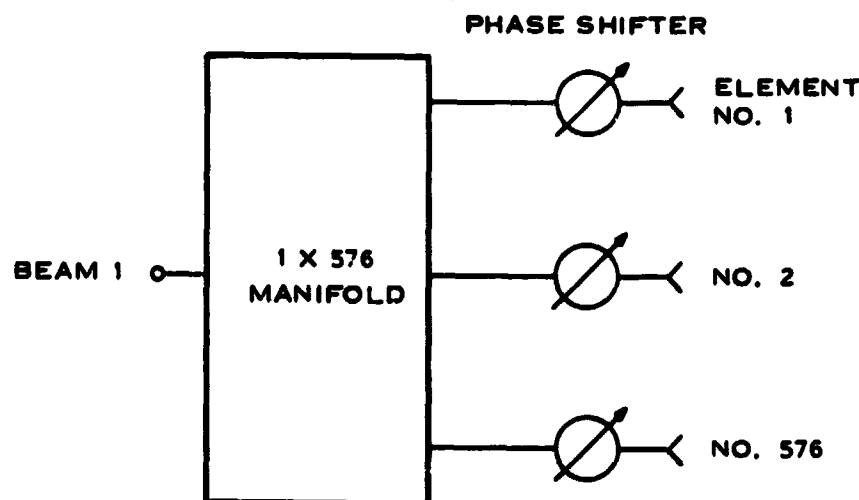 PHASE SHIFTER
ELEMENT
NO. 1
BEAM 1
1 X 576
MANIFOLD
NO. 2
NO. 576